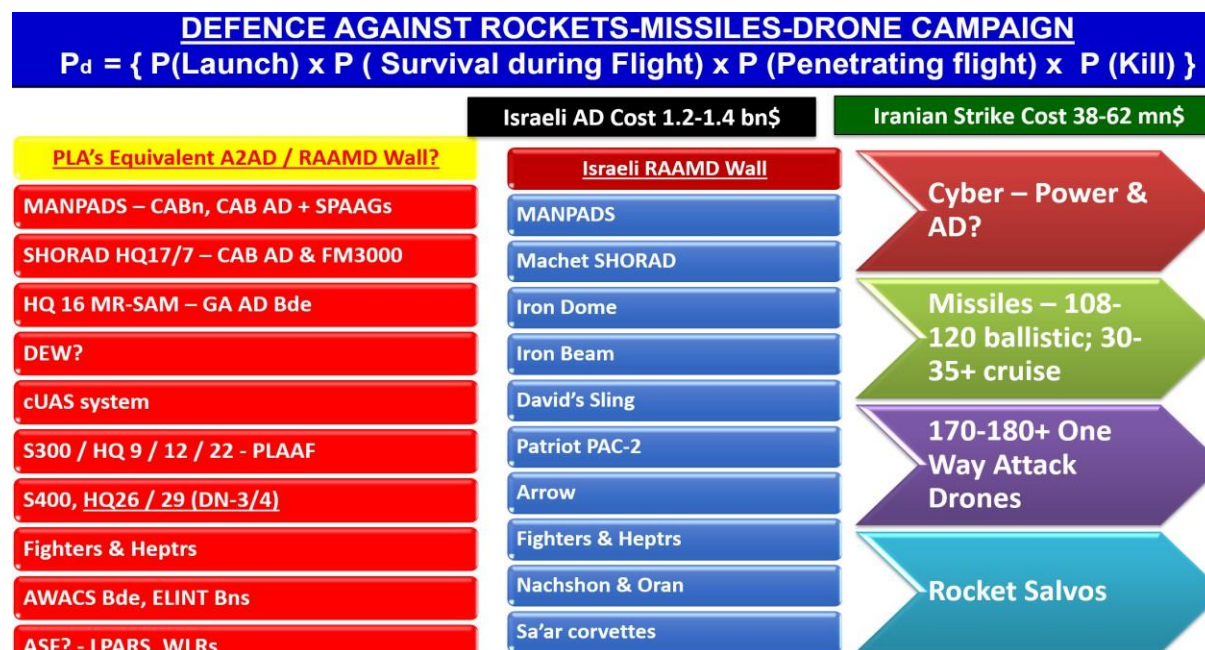 DEFENCE AGAINST ROCKETS-MISSILES-DRONE CAMPAIGN
Pd = { P(Launch) x P ( Survival during Flight) x P (Penetrating flight) x P (Kill) }
Israeli AD Cost 1.2-1.4 bn$
Iranian Strike Cost 38-62 mn$
PLA's Equivalent A2AD / RAAMD Wall?
MANPADS – CABn, CAB AD + SPAAGs
SHORAD HQ17/7 – CAB AD & FM3000
HQ 16 MR-SAM – GA AD Bde
DEW?
cUAS system
S300 / HQ 9 / 12 / 22 - PLAAF
S400, HQ26 / 29 (DN-3/4)
Fighters & Heptrs
AWACS Bde, ELINT Bns
ASF? - LPARS, WLRs
Israeli RAAMD Wall
MANPADS
Machet SHORAD
Iron Dome
Iron Beam
David's Sling
Patriot PAC-2
Arrow
Fighters & Heptrs
Nachshon & Oran
Sa'ar corvettes
Cyber – Power &
AD?
Missiles – 108-
120 ballistic; 30-
35+ cruise
170-180+ One
Way Attack
Drones
Rocket Salvos